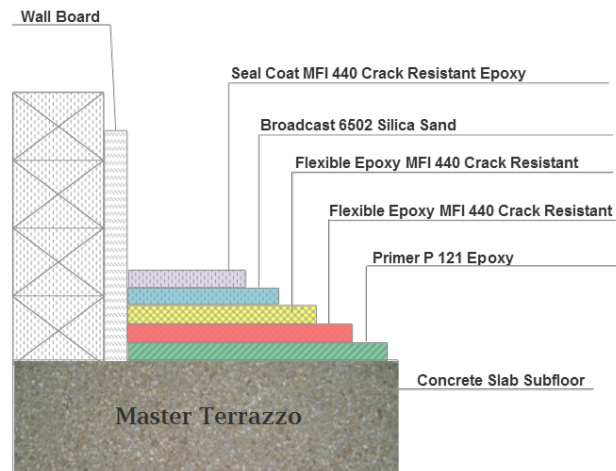 Wall Board
Seal Coat MFI 440 Crack Resistant Epoxy
Broadcast 6502 Silica Sand
Flexible Epoxy MFI 440 Crack Resistant
Flexible Epoxy MFI 440 Crack Resistant
Primer P 121 Epoxy
Concrete Slab Subfloor
Master Terrazzo